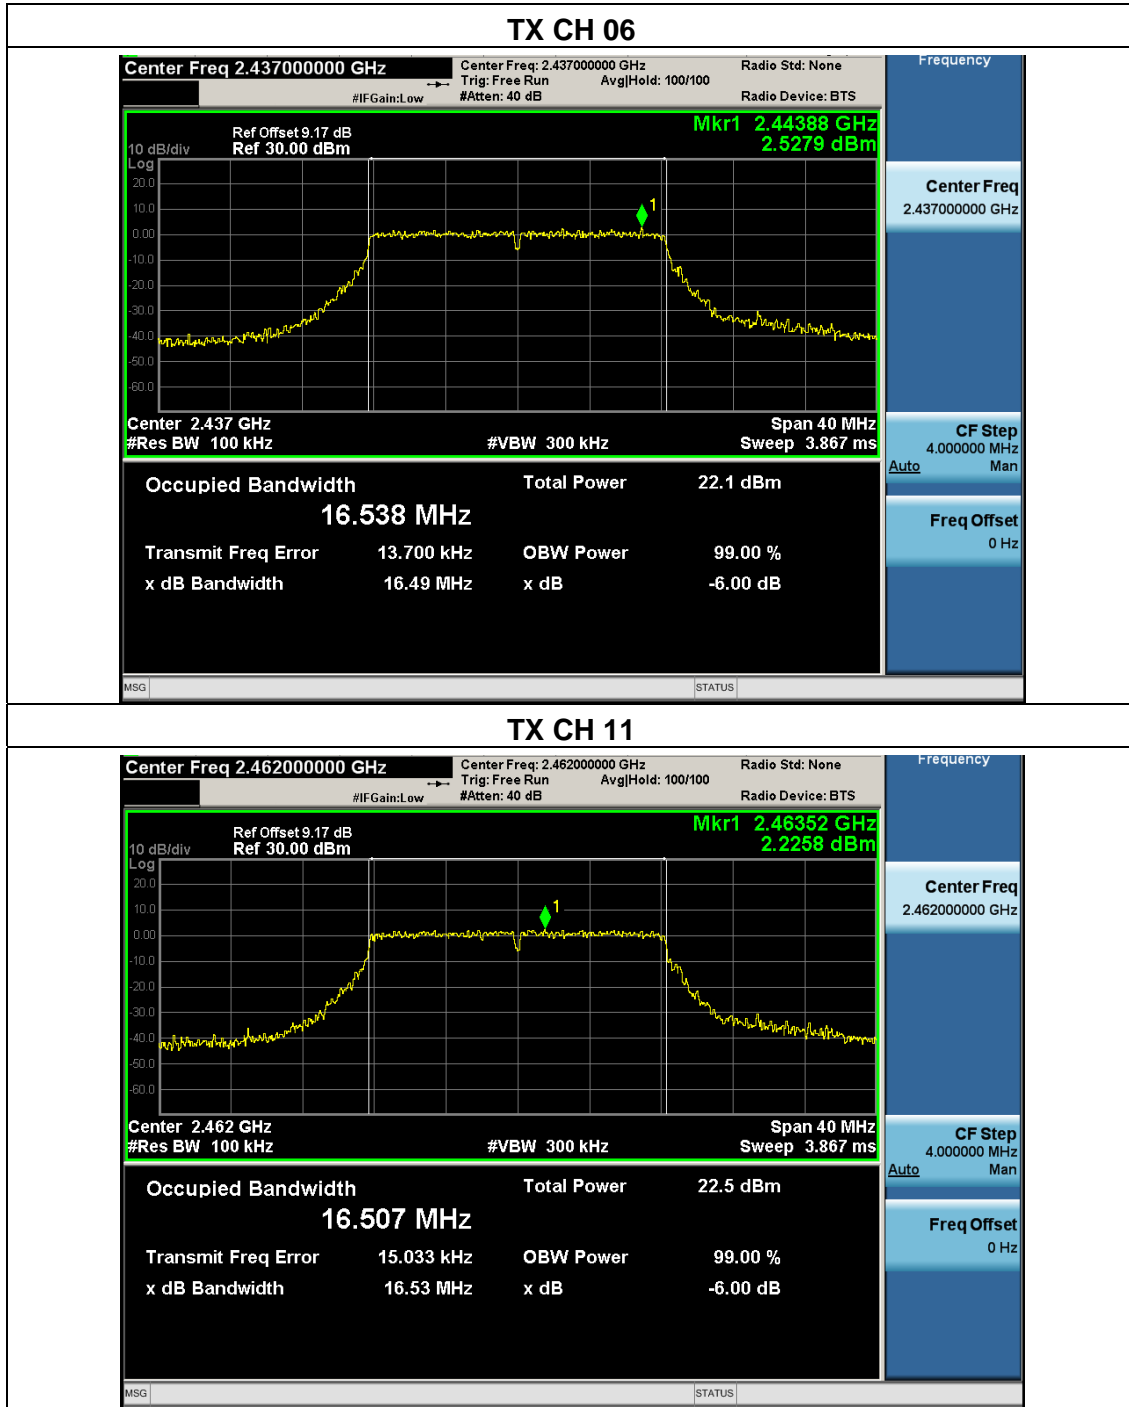 TX CH 06
Center Freq 2.437000000 GHz
Center Freq: 2.437000000 GHz
Radio Std: None
Frequency
Trig: Free Run
Avg|Hold: 100/100
#IFGain:Low
#Atten: 40 dB
Radio Device: BTS
Mkr1 2.44388 GHz
2.5279 dBm
Ref Offset 9.17 dB
10 dB/div
Ref 30.00 dBm
Log
20.0
10.0
0.00
-10.0
-20.0
-30.0
-40.0
-50.0
-60.0
1
Center 2.437 GHz
Span 40 MHz
#Res BW 100 kHz
#VBW 300 kHz
Sweep 3.867 ms
Center Freq
2.437000000 GHz
CF Step
4.000000 MHz
Auto Man
Freq Offset
0 Hz
Occupied Bandwidth
Total Power 22.1 dBm
16.538 MHz
Transmit Freq Error 13.700 kHz
OBW Power 99.00 %
x dB Bandwidth 16.49 MHz
x dB -6.00 dB
MSG
STATUS
TX CH 11
Center Freq 2.462000000 GHz
Center Freq: 2.462000000 GHz
Radio Std: None
Frequency
Trig: Free Run
Avg|Hold: 100/100
#IFGain:Low
#Atten: 40 dB
Radio Device: BTS
Mkr1 2.46352 GHz
2.2258 dBm
Ref Offset 9.17 dB
10 dB/div
Ref 30.00 dBm
Log
20.0
10.0
0.00
-10.0
-20.0
-30.0
-40.0
-50.0
-60.0
1
Center 2.462 GHz
Span 40 MHz
#Res BW 100 kHz
#VBW 300 kHz
Sweep 3.867 ms
Center Freq
2.462000000 GHz
CF Step
4.000000 MHz
Auto Man
Freq Offset
0 Hz
Occupied Bandwidth
Total Power 22.5 dBm
16.507 MHz
Transmit Freq Error 15.033 kHz
OBW Power 99.00 %
x dB Bandwidth 16.53 MHz
x dB -6.00 dB
MSG
STATUS